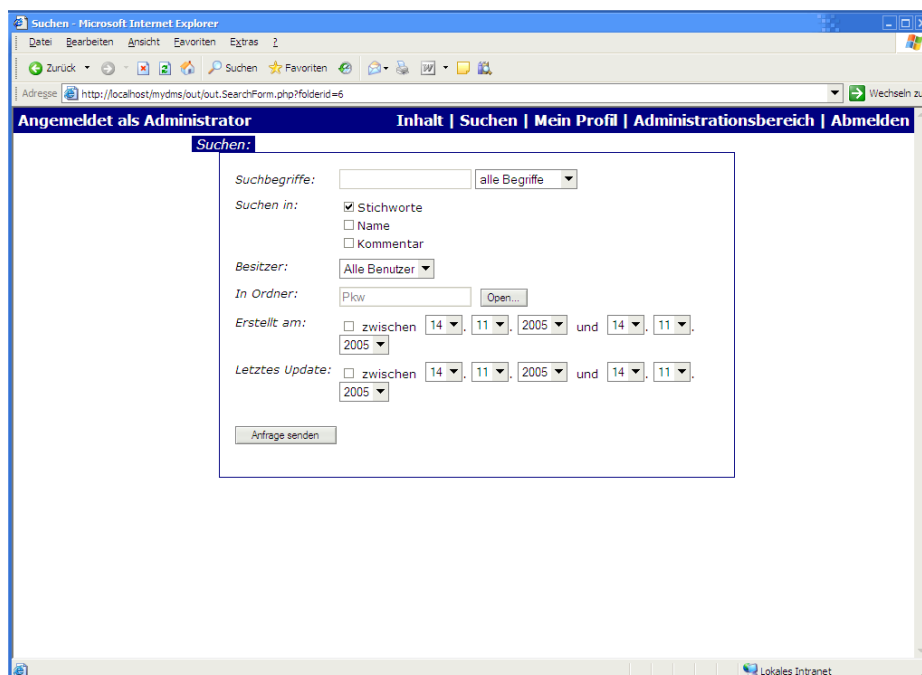 Suchen - Microsoft Internet Explorer
Datei Bearbeiten Ansicht Favoriten Extras ?
Zurück Suchen Favoriten
Adresse http://localhost/mydms/out/out.SearchForm.php?folderid=6 Wechseln zu
Angemeldet als Administrator Inhalt | Suchen | Mein Profil | Administrationsbereich | Abmelden
Suchen:
Suchbegriffe: alle Begriffe
Suchen in: Stichworte
Name
Kommentar
Besitzer: Alle Benutzer
In Ordner: Pkw Open...
Erstellt am: zwischen 14 . 11 . 2005 und 14 . 11 .
2005
Letztes Update: zwischen 14 . 11 . 2005 und 14 . 11 .
2005
Anfrage senden
Lokales Intranet